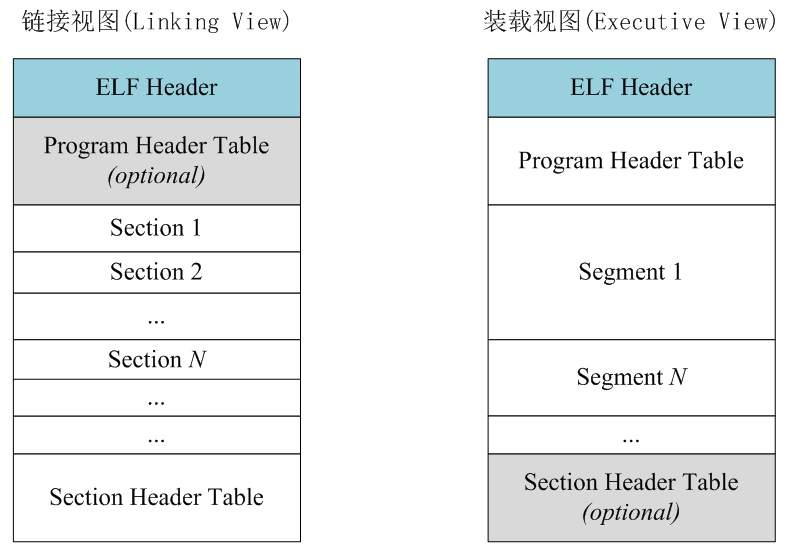 链接视图(Linking View)
ELF Header
Program Header Table
(optional)
Section 1
Section 2
...
Section N
...
...
Section Header Table
装载视图(Executive View)
ELF Header
Program Header Table
Segment 1
Segment N
...
Section Header Table
(optional)